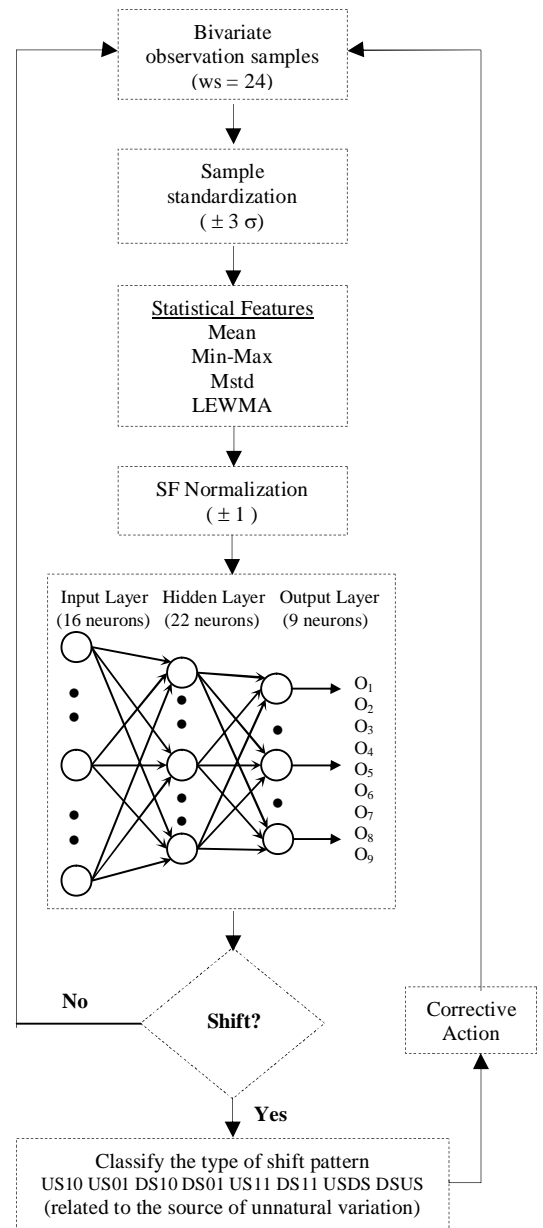 Bivariate
observation samples
(ws = 24)
Sample
standardization
( ± 3 σ)
Statistical Features
Mean
Min-Max
Mstd
LEWMA
SF Normalization
( ± 1 )
Input Layer Hidden Layer Output Layer
(16 neurons) (22 neurons) (9 neurons)
O1
O2
O3
O4
O5
O6
O7
O8
O9
No
Shift?
Corrective
Action
Yes
Classify the type of shift pattern
US10 US01 DS10 DS01 US11 DS11 USDS DSUS
(related to the source of unnatural variation)